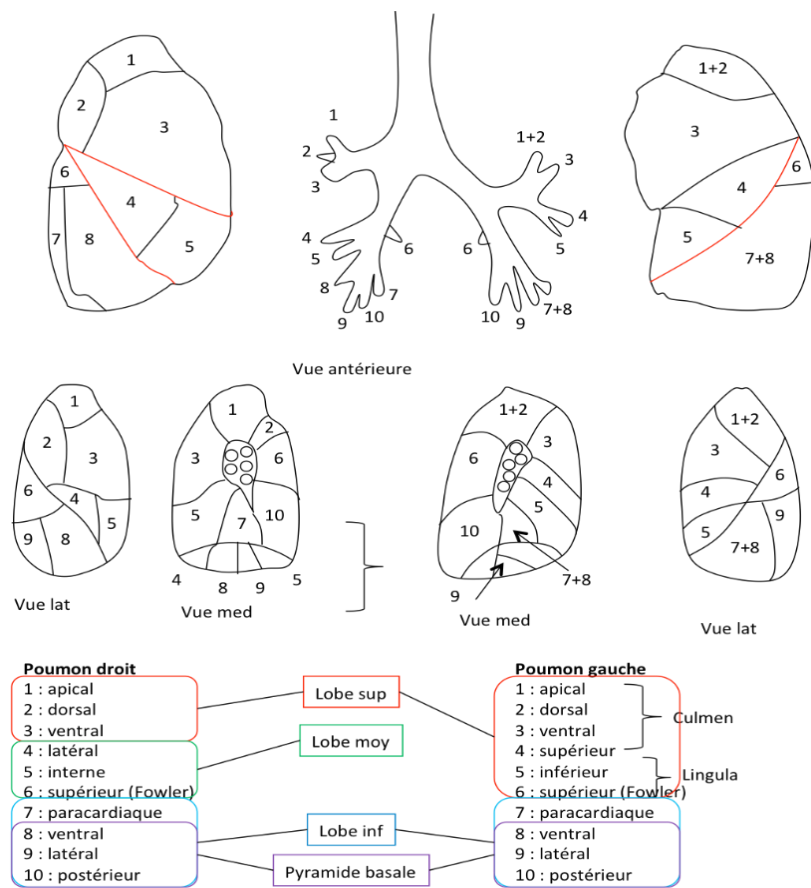 1
2
3
6
4
7
8
5
1
2
3
4
5
6
8
7
9
10
1+2
3
4
5
6
7+8
10
9
1+2
3
6
4
5
7+8
Vue antérieure
1
2
3
6
4
5
9
8
Vue lat
1
2
3
6
5
7
10
4
8
9
5
Vue med
1+2
3
6
4
5
10
9
7+8
Vue med
1+2
3
6
4
9
5
7+8
Vue lat
Poumon droit
1 : apical
2 : dorsal
3 : ventral
4 : latéral
5 : interne
6 : supérieur (Fowler)
7 : paracardiaque
8 : ventral
9 : latéral
10 : postérieur
Lobe sup
Lobe moy
Lobe inf
Pyramide basale
Poumon gauche
1 : apical
2 : dorsal
3 : ventral
4 : supérieur
5 : inférieur
6 : supérieur (Fowler)
7 : paracardiaque
8 : ventral
9 : latéral
10 : postérieur
Culmen
Lingula